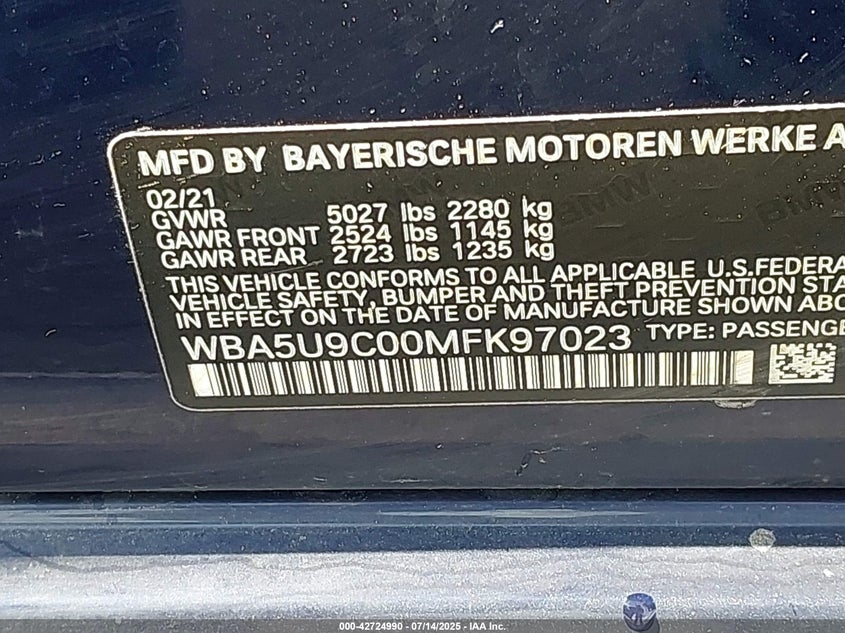 MFD BY BAYERISCHE MOTOREN WERKE A
02/21
GVWR 5027 lbs 2280 kg
GAWR FRONT 2524 lbs 1145 kg
GAWR REAR 2723 lbs 1235 kg
THIS VEHICLE CONFORMS TO ALL APPLICABLE U.S.FEDERA
VEHICLE SAFETY, BUMPER AND THEFT PREVENTION STA
IN EFFECT ON THE DATE OF MANUFACTURE SHOWN ABO
WBA5U9C00MFK97023 TYPE: PASSENGE
000-42724990 - 07/14/2025 - IAA Inc.